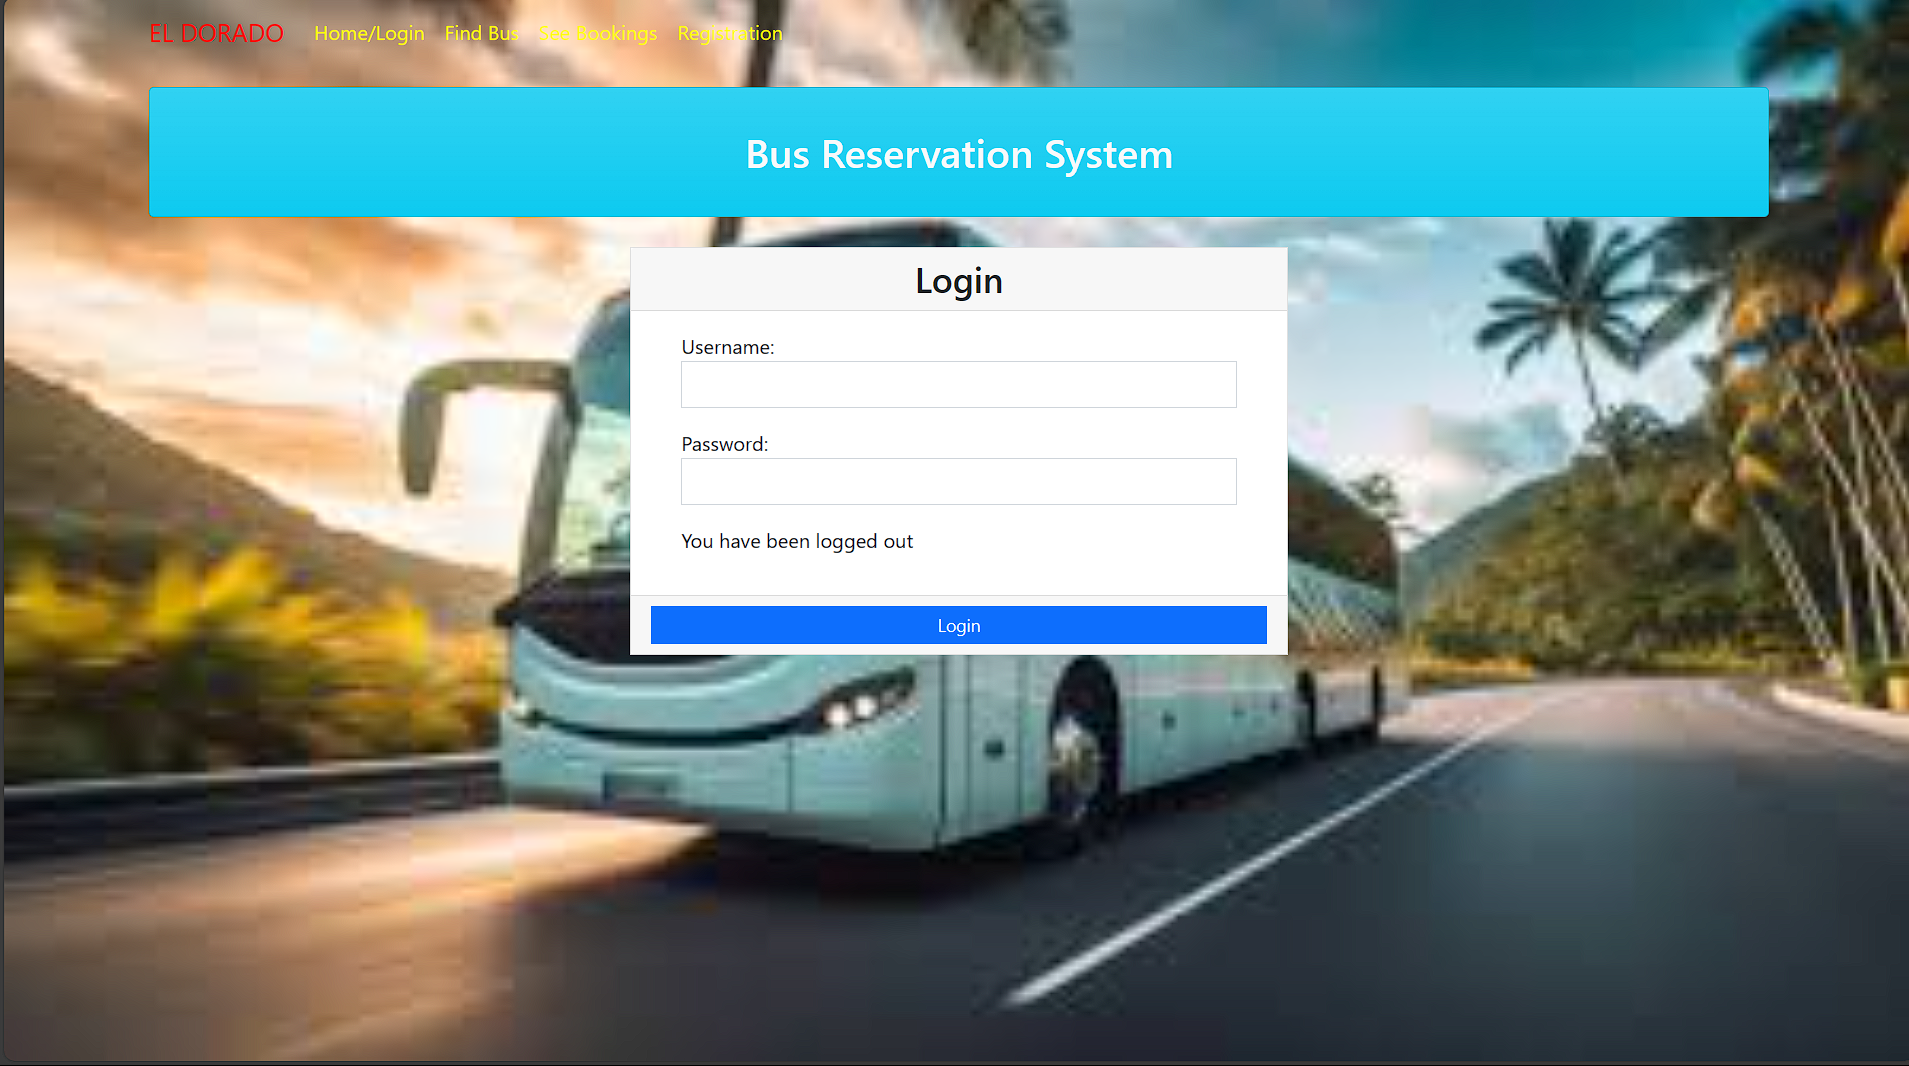 EL DORADO Home/Login Find Bus See Bookings Registration
Bus Reservation System
Login
Username:
Password:
You have been logged out
Login